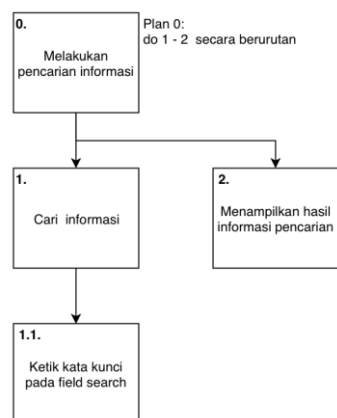 0.
Plan 0:
do 1 - 2 secara berurutan
Melakukan
pencarian informasi
1.
Cari informasi
2.
Menampilkan hasil
informasi pencarian
1.1.
Ketik kata kunci
pada field search